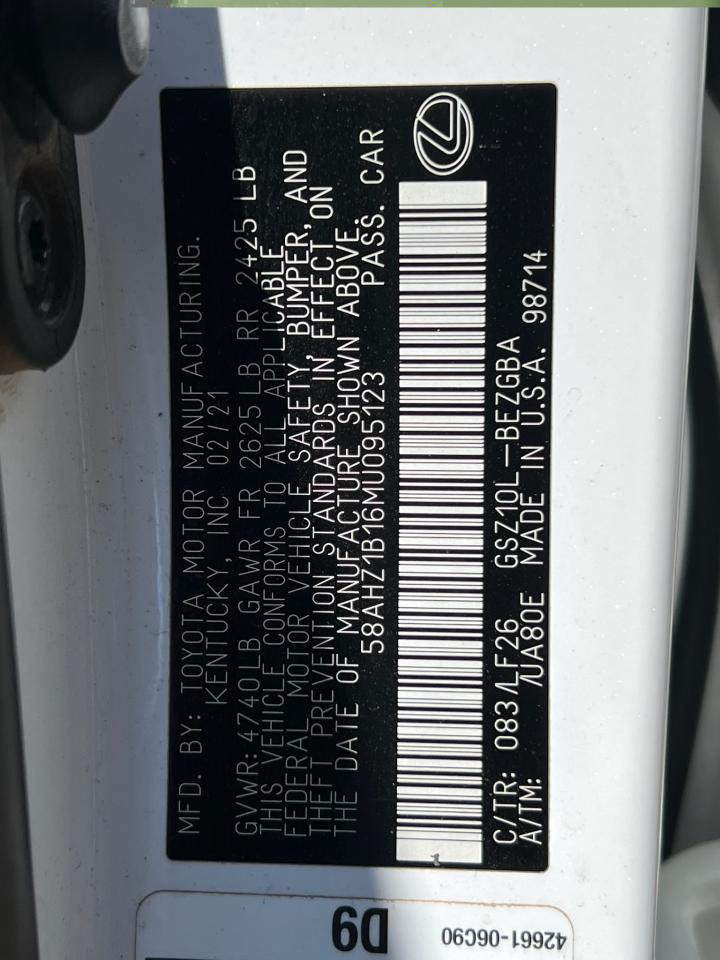 MFD. BY: TOYOTA MOTOR MANUFACTURING.
KENTUCKY, INC 02/21
GVWR: 4740LB GAWR FR 2625 LB RR 2425 LB
THIS VEHICLE CONFORMS TO ALL APPLICABLE
FEDERAL MOTOR VEHICLE SAFETY, BUMPER, AND
THEFT PREVENTION STANDARDS IN EFFECT ON
THE DATE OF MANUFACTURE SHOWN ABOVE.
58AHZ1B16MU095123 PASS. CAR
C/TR: 083/LF26 GSZ10L-BEZGBA
A/TM: /UA80E MADE IN U.S.A. 98714
D9
42661-06C90